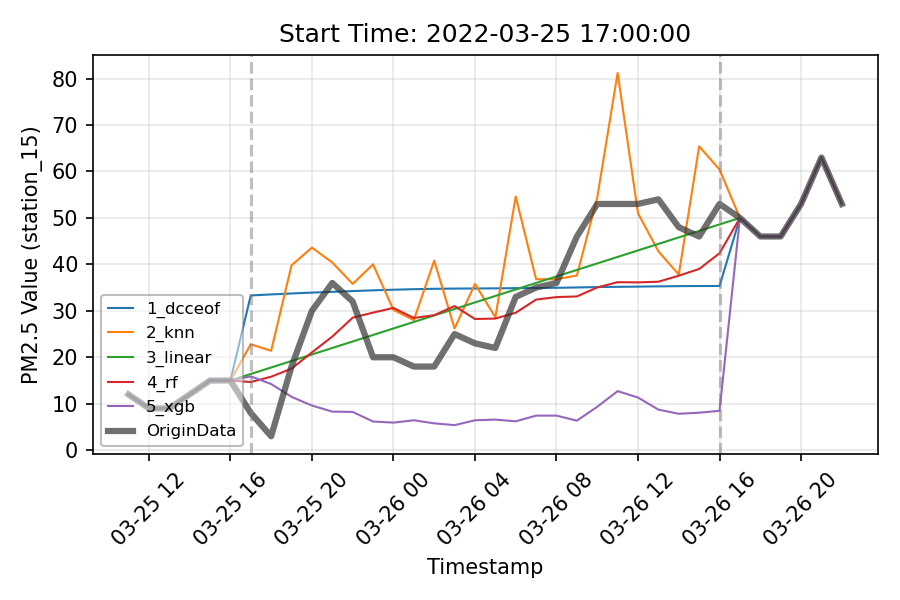 Start Time: 2022-03-25 17:00:00
PM2.5 Value (station_15)
80
70
60
50
40
30
20
10
0
1_dcceof
2_knn
3_linear
4_rf
5_xgb
OriginData
03-25 12
03-25 16
03-25 20
03-26 00
03-26 04
03-26 08
03-26 12
03-26 16
03-26 20
Timestamp